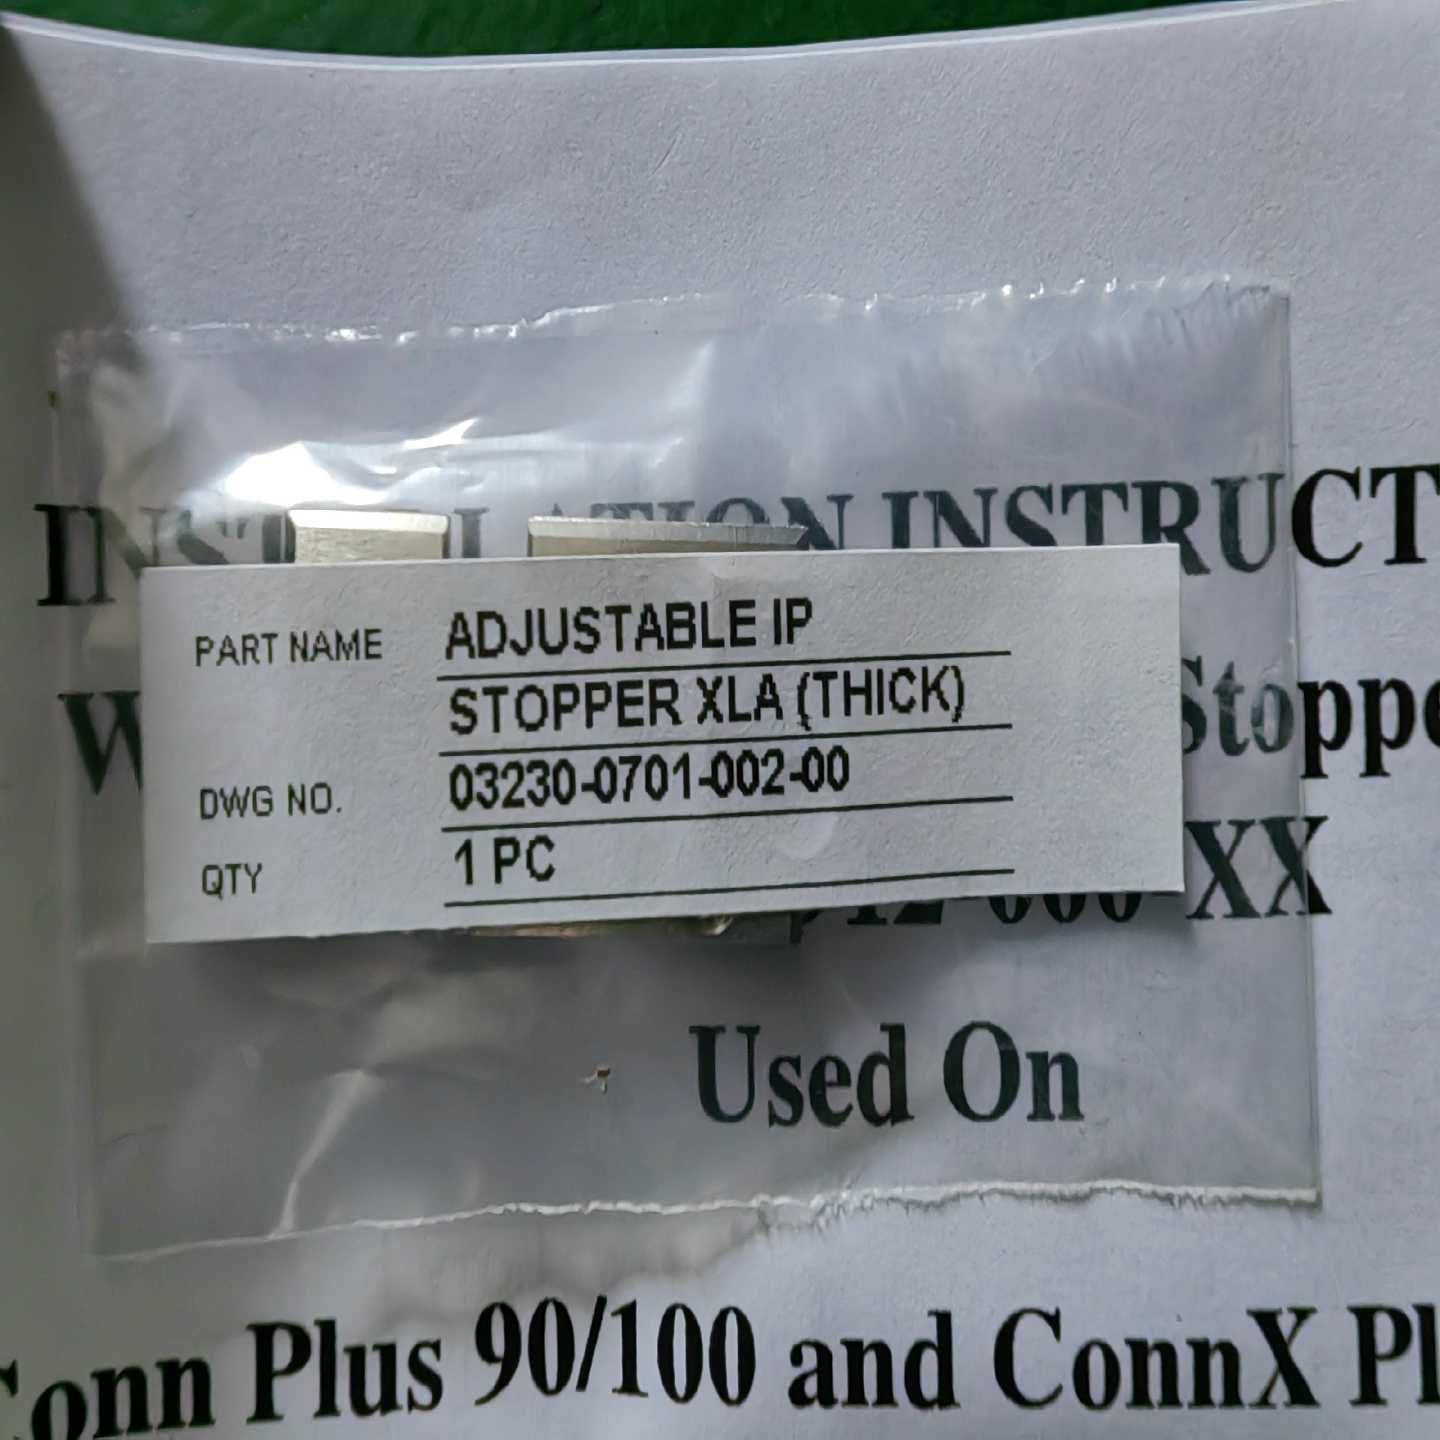 INSTALLATION INSTRUCT
PART NAME ADJUSTABLE IP
STOPPER XLA (THICK)
DWG NO. 03230-0701-002-00
QTY 1 PC
Stoppe
XX
Used On
Conn Plus 90/100 and ConnX Pl